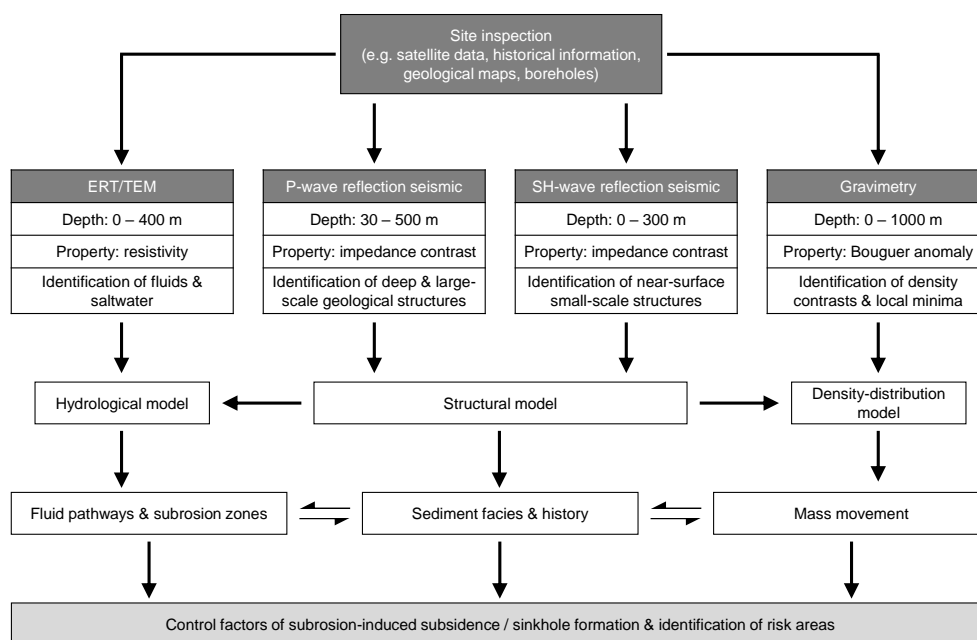 Site inspection
(e.g. satellite data, historical information,
geological maps, boreholes)
ERT/TEM
Depth: 0 – 400 m
Property: resistivity
Identification of fluids &
saltwater
P-wave reflection seismic
Depth: 30 – 500 m
Property: impedance contrast
Identification of deep & large-
scale geological structures
SH-wave reflection seismic
Depth: 0 – 300 m
Property: impedance contrast
Identification of near-surface
small-scale structures
Gravimetry
Depth: 0 – 1000 m
Property: Bouguer anomaly
Identification of density
contrasts & local minima
Hydrological model
Structural model
Density-distribution
model
Fluid pathways & subrosion zones
Sediment facies & history
Mass movement
Control factors of subrosion-induced subsidence / sinkhole formation & identification of risk areas